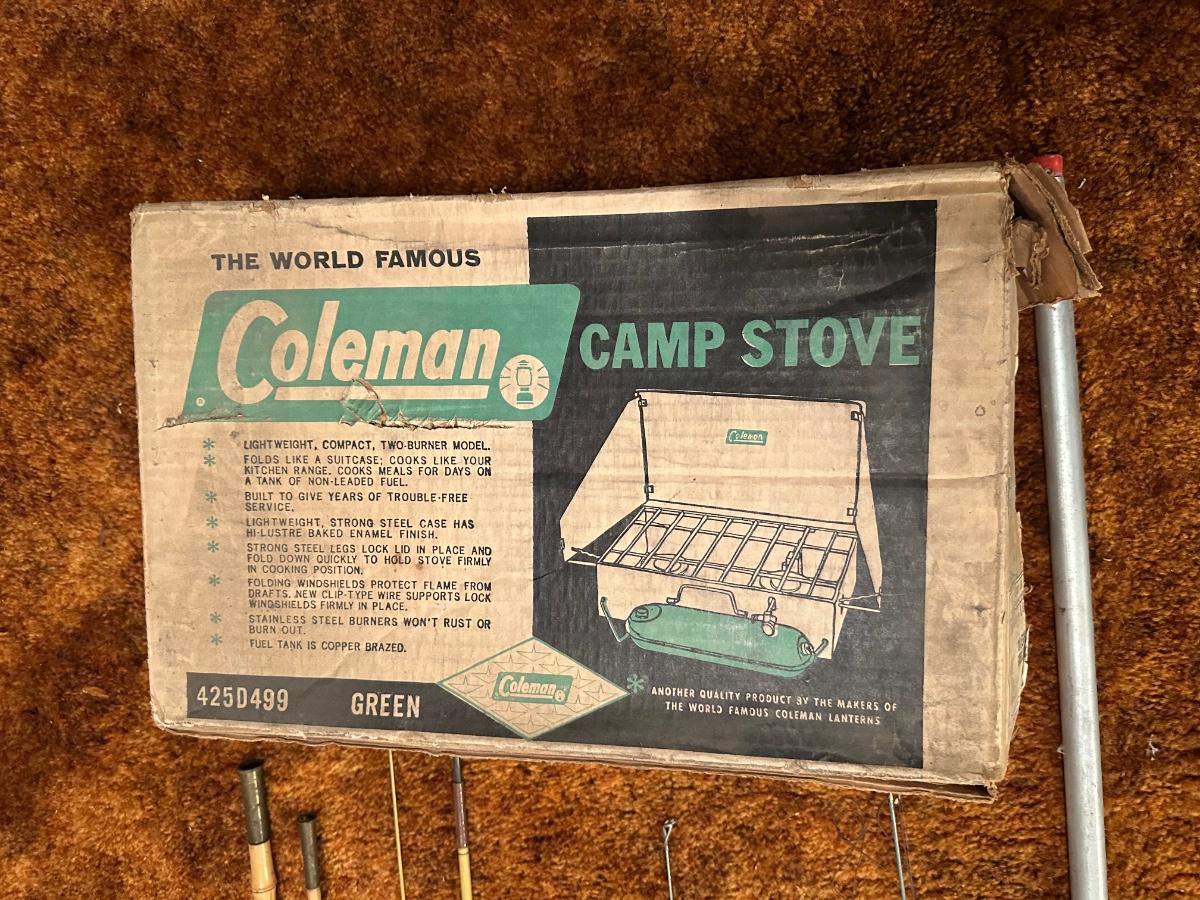 THE WORLD FAMOUS
Coleman
®
CAMP STOVE
Coleman
* LIGHTWEIGHT, COMPACT, TWO-BURNER MODEL.
* FOLDS LIKE A SUITCASE; COOKS LIKE YOUR
KITCHEN RANGE. COOKS MEALS FOR DAYS ON
A TANK OF NON-LEADED FUEL.
* BUILT TO GIVE YEARS OF TROUBLE-FREE
SERVICE.
* LIGHTWEIGHT, STRONG STEEL CASE HAS
HI-LUSTRE BAKED ENAMEL FINISH.
* STRONG STEEL LEGS LOCK LID IN PLACE AND
FOLD DOWN QUICKLY TO HOLD STOVE FIRMLY
IN COOKING POSITION.
* FOLDING WINDSHIELDS PROTECT FLAME FROM
DRAFTS. NEW CLIP-TYPE WIRE SUPPORTS LOCK
WINDSHIELDS FIRMLY IN PLACE.
* STAINLESS STEEL BURNERS WON'T RUST OR
BURN OUT.
* FUEL TANK IS COPPER BRAZED.
425D499 GREEN
Coleman
* ANOTHER QUALITY PRODUCT BY THE MAKERS OF
THE WORLD FAMOUS COLEMAN LANTERNS